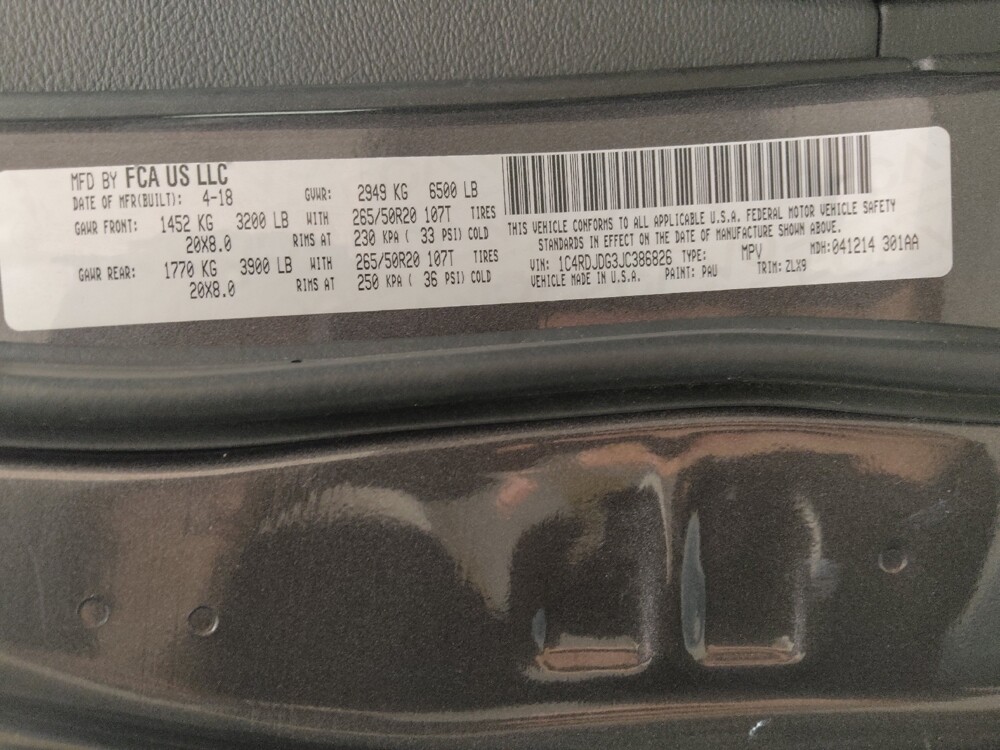 MFD BY FCA US LLC
DATE OF MFR(BUILT): 4-18 GVWR: 2949 KG 6500 LB
GAWR FRONT: 1452 KG 3200 LB WITH 265/50R20 107T TIRES
20X8.0 RIMS AT 230 KPA ( 33 PSI) COLD
GAWR REAR: 1770 KG 3900 LB WITH 265/50R20 107T TIRES
20X8.0 RIMS AT 250 KPA ( 36 PSI) COLD
THIS VEHICLE CONFORMS TO ALL APPLICABLE U.S.A. FEDERAL MOTOR VEHICLE SAFETY
STANDARDS IN EFFECT ON THE DATE OF MANUFACTURE SHOWN ABOVE.
VIN: 1C4RDJDG3JC386826 TYPE: MPV MDH:041214 301AA
VEHICLE MADE IN U.S.A. PAINT: PAU TRIM: ZLX9